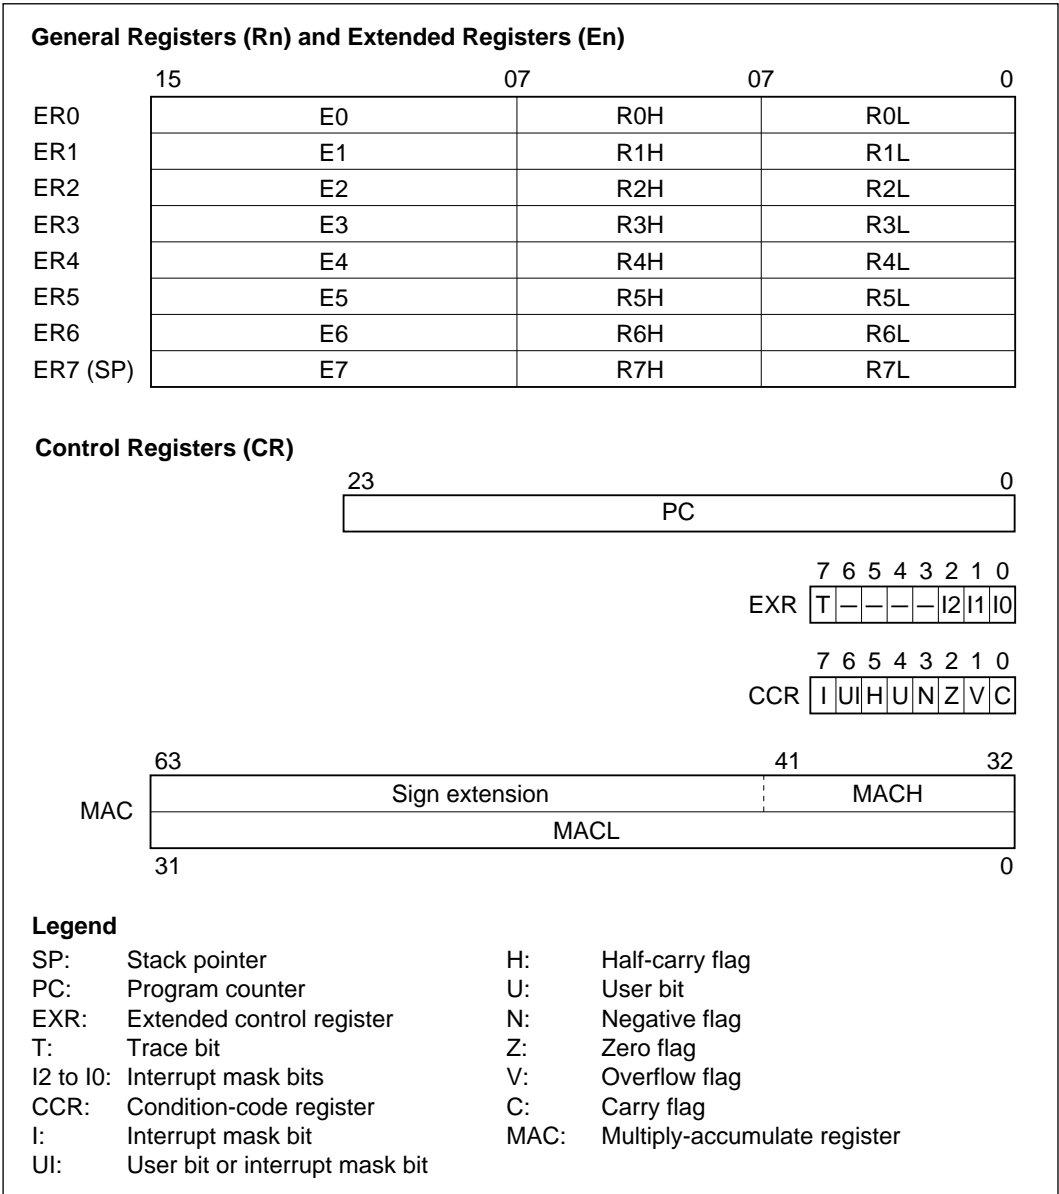 General Registers (Rn) and Extended Registers (En)
15 07 07 0
ER0 E0 R0H R0L
ER1 E1 R1H R1L
ER2 E2 R2H R2L
ER3 E3 R3H R3L
ER4 E4 R4H R4L
ER5 E5 R5H R5L
ER6 E6 R6H R6L
ER7 (SP) E7 R7H R7L
Control Registers (CR)
23 0
PC
7 6 5 4 3 2 1 0
EXR T — — — — I2 I1 I0
7 6 5 4 3 2 1 0
CCR I UI H U N Z V C
63 41 32
MAC Sign extension MACH
MACL
31 0
Legend
SP: Stack pointer
PC: Program counter
EXR: Extended control register
T: Trace bit
I2 to I0: Interrupt mask bits
CCR: Condition-code register
I: Interrupt mask bit
UI: User bit or interrupt mask bit
H: Half-carry flag
U: User bit
N: Negative flag
Z: Zero flag
V: Overflow flag
C: Carry flag
MAC: Multiply-accumulate register